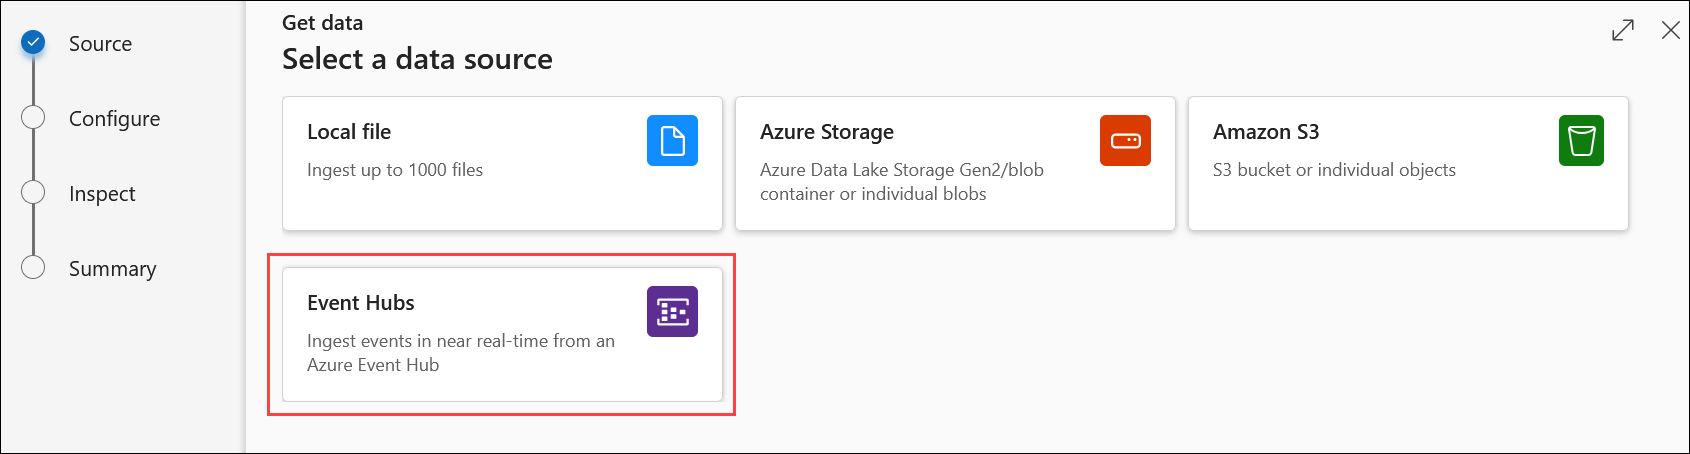 Source
Configure
Inspect
Summary
Get data
Select a data source
Local file
Ingest up to 1000 files
Azure Storage
Azure Data Lake Storage Gen2/blob
container or individual blobs
Amazon S3
S3 bucket or individual objects
Event Hubs
Ingest events in near real-time from an
Azure Event Hub